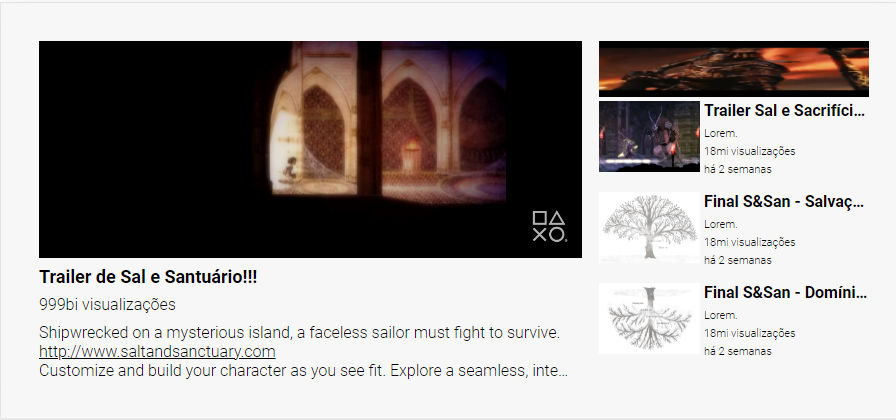 Trailer de Sal e Santuário!!!
999bi visualizações
Shipwrecked on a mysterious island, a faceless sailor must fight to survive.
http://www.saltandsanctuary.com
Customize and build your character as you see fit. Explore a seamless, inte...
Trailer Sal e Sacrifíci...
Lorem.
18mi visualizações
há 2 semanas
Final S&San - Salvaç...
Lorem.
18mi visualizações
há 2 semanas
Final S&San - Domíni...
Lorem.
18mi visualizações
há 2 semanas